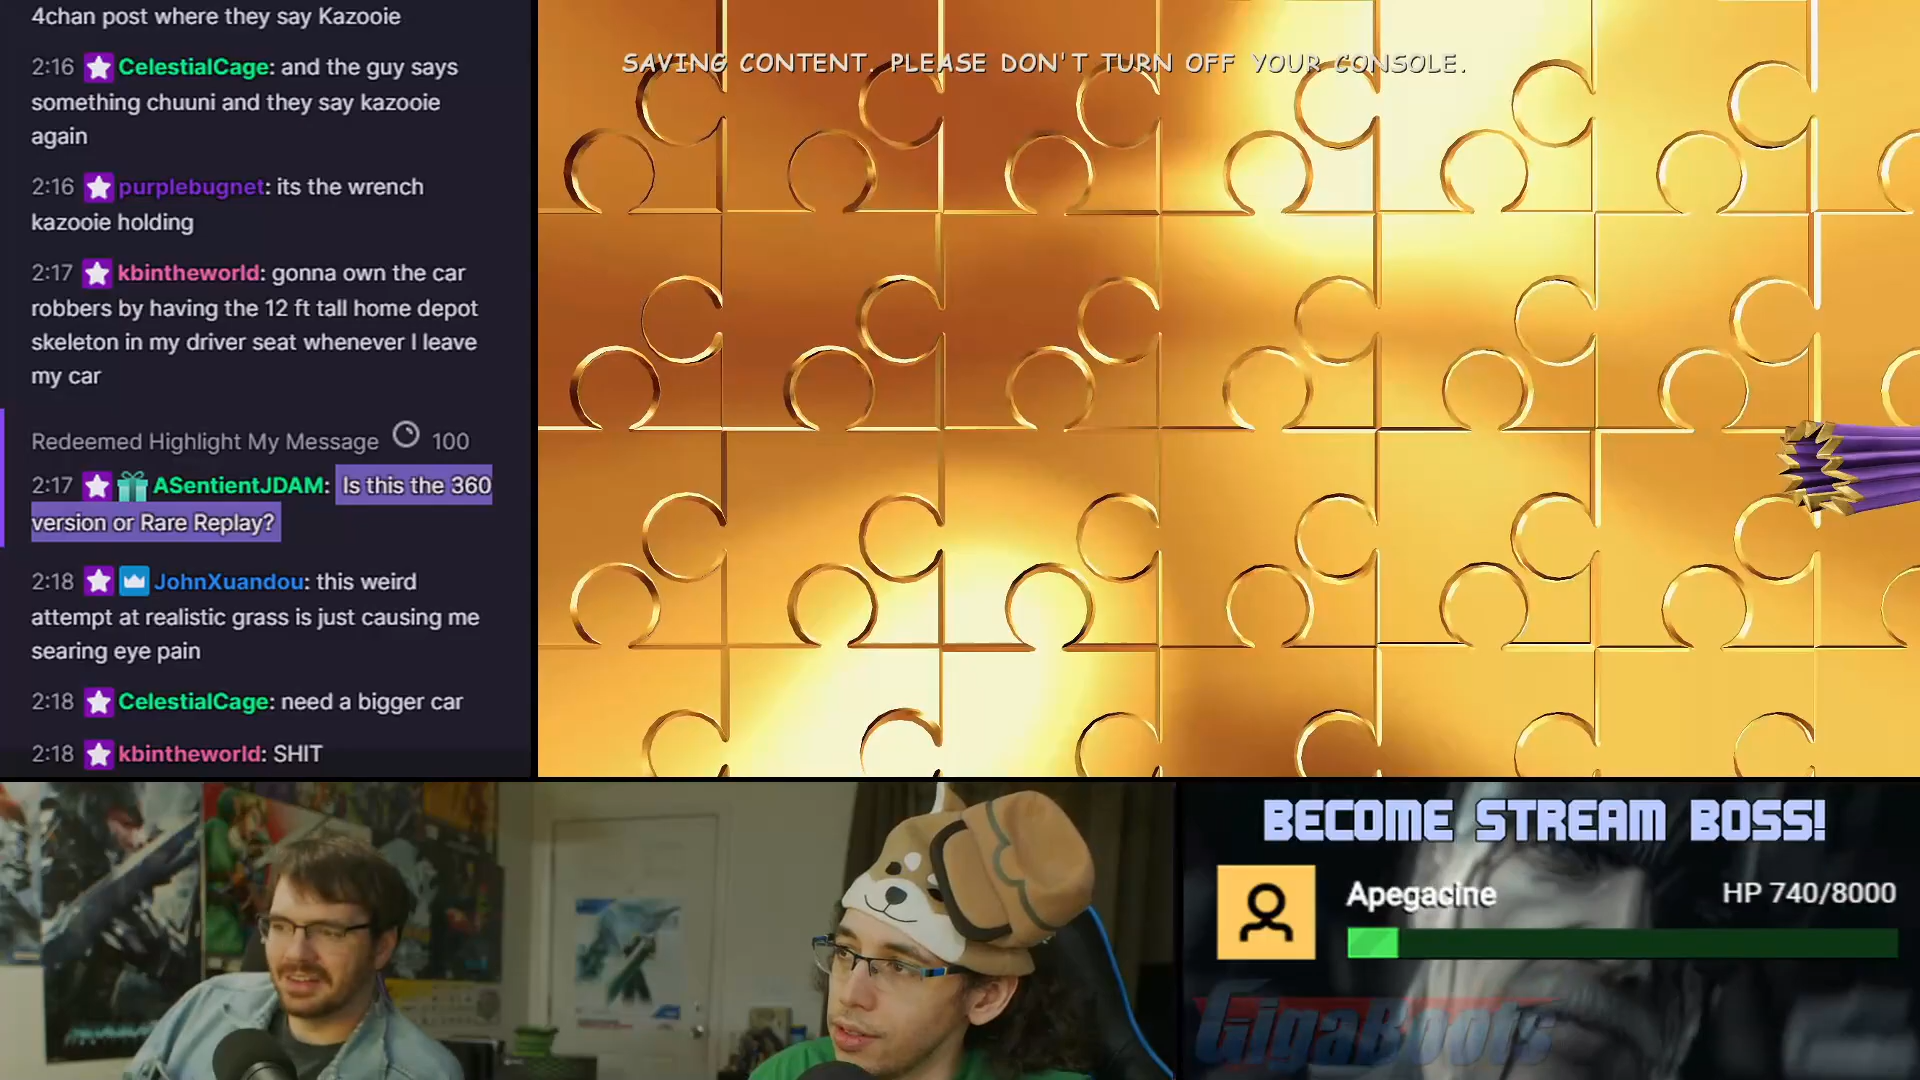 4chan post where they say Kazooie
2:16 CelestialCage: and the guy says
something chuuni and they say kazooie
again
2:16 purplebugnet: its the wrench
kazooie holding
2:17 kbintheworld: gonna own the car
robbers by having the 12 ft tall home depot
skeleton in my driver seat whenever I leave
my car
Redeemed Highlight My Message 100
2:17 ASentientJDAM: Is this the 360
version or Rare Replay?
2:18 JohnXuandou: this weird
attempt at realistic grass is just causing me
searing eye pain
2:18 CelestialCage: need a bigger car
2:18 kbintheworld: SHIT
SAVING CONTENT. PLEASE DON'T TURN OFF YOUR CONSOLE.
BECOME STREAM BOSS!
Apegacine HP 740/8000
GigaBoots